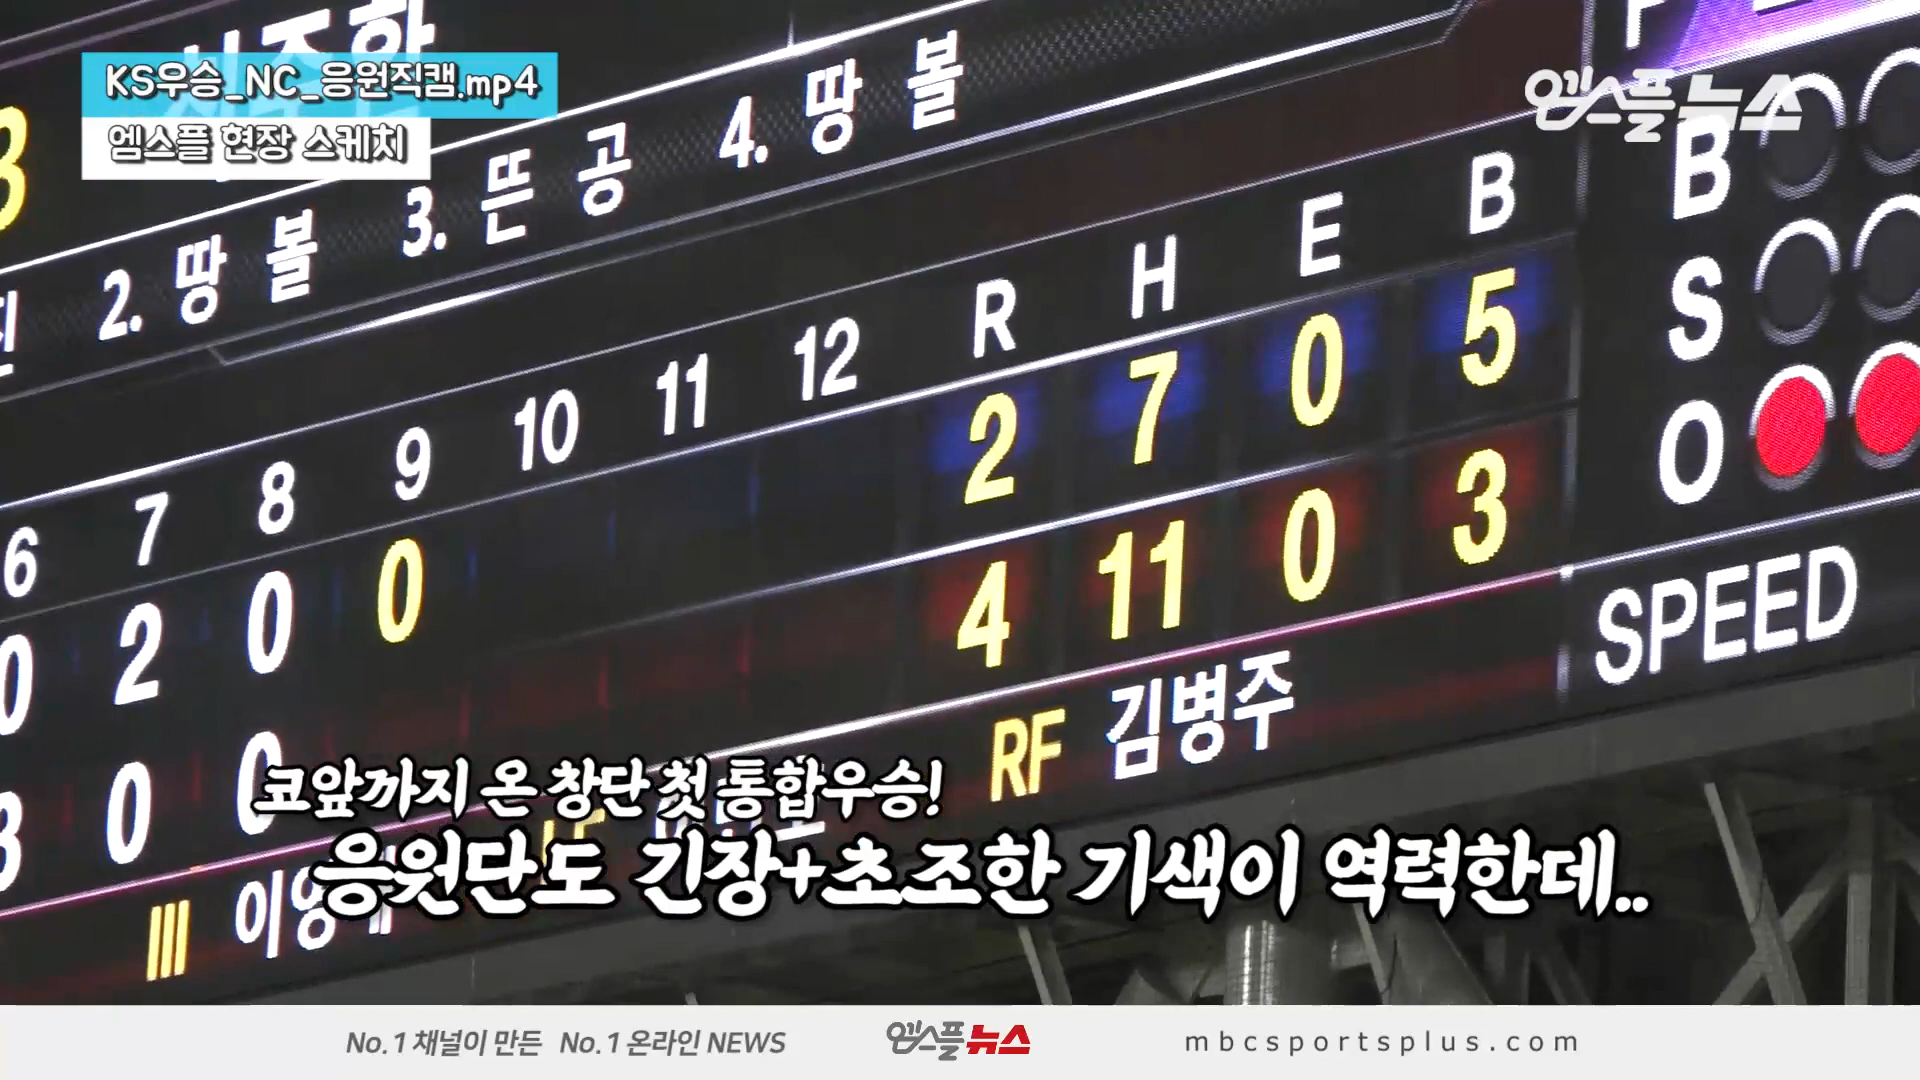 KS우승_NC_응원직캠.mp4
엠스플 현장 스케치
엠스플뉴스
3
2. 땅 볼 3. 뜬 공 4. 땅 볼
6 7 8 9 10 11 12 R H E B
0 2 0 0 2 7 0 5
3 0 0 4 11 0 3
B
S
O
SPEED
RF 김병주
코앞까지 온 창단 첫 통합우승!
응원단도 긴장+초조한 기색이 역력한데..
III
No.1 채널이 만든 No.1 온라인 NEWS 엠스플뉴스 mbcsportsplus.com